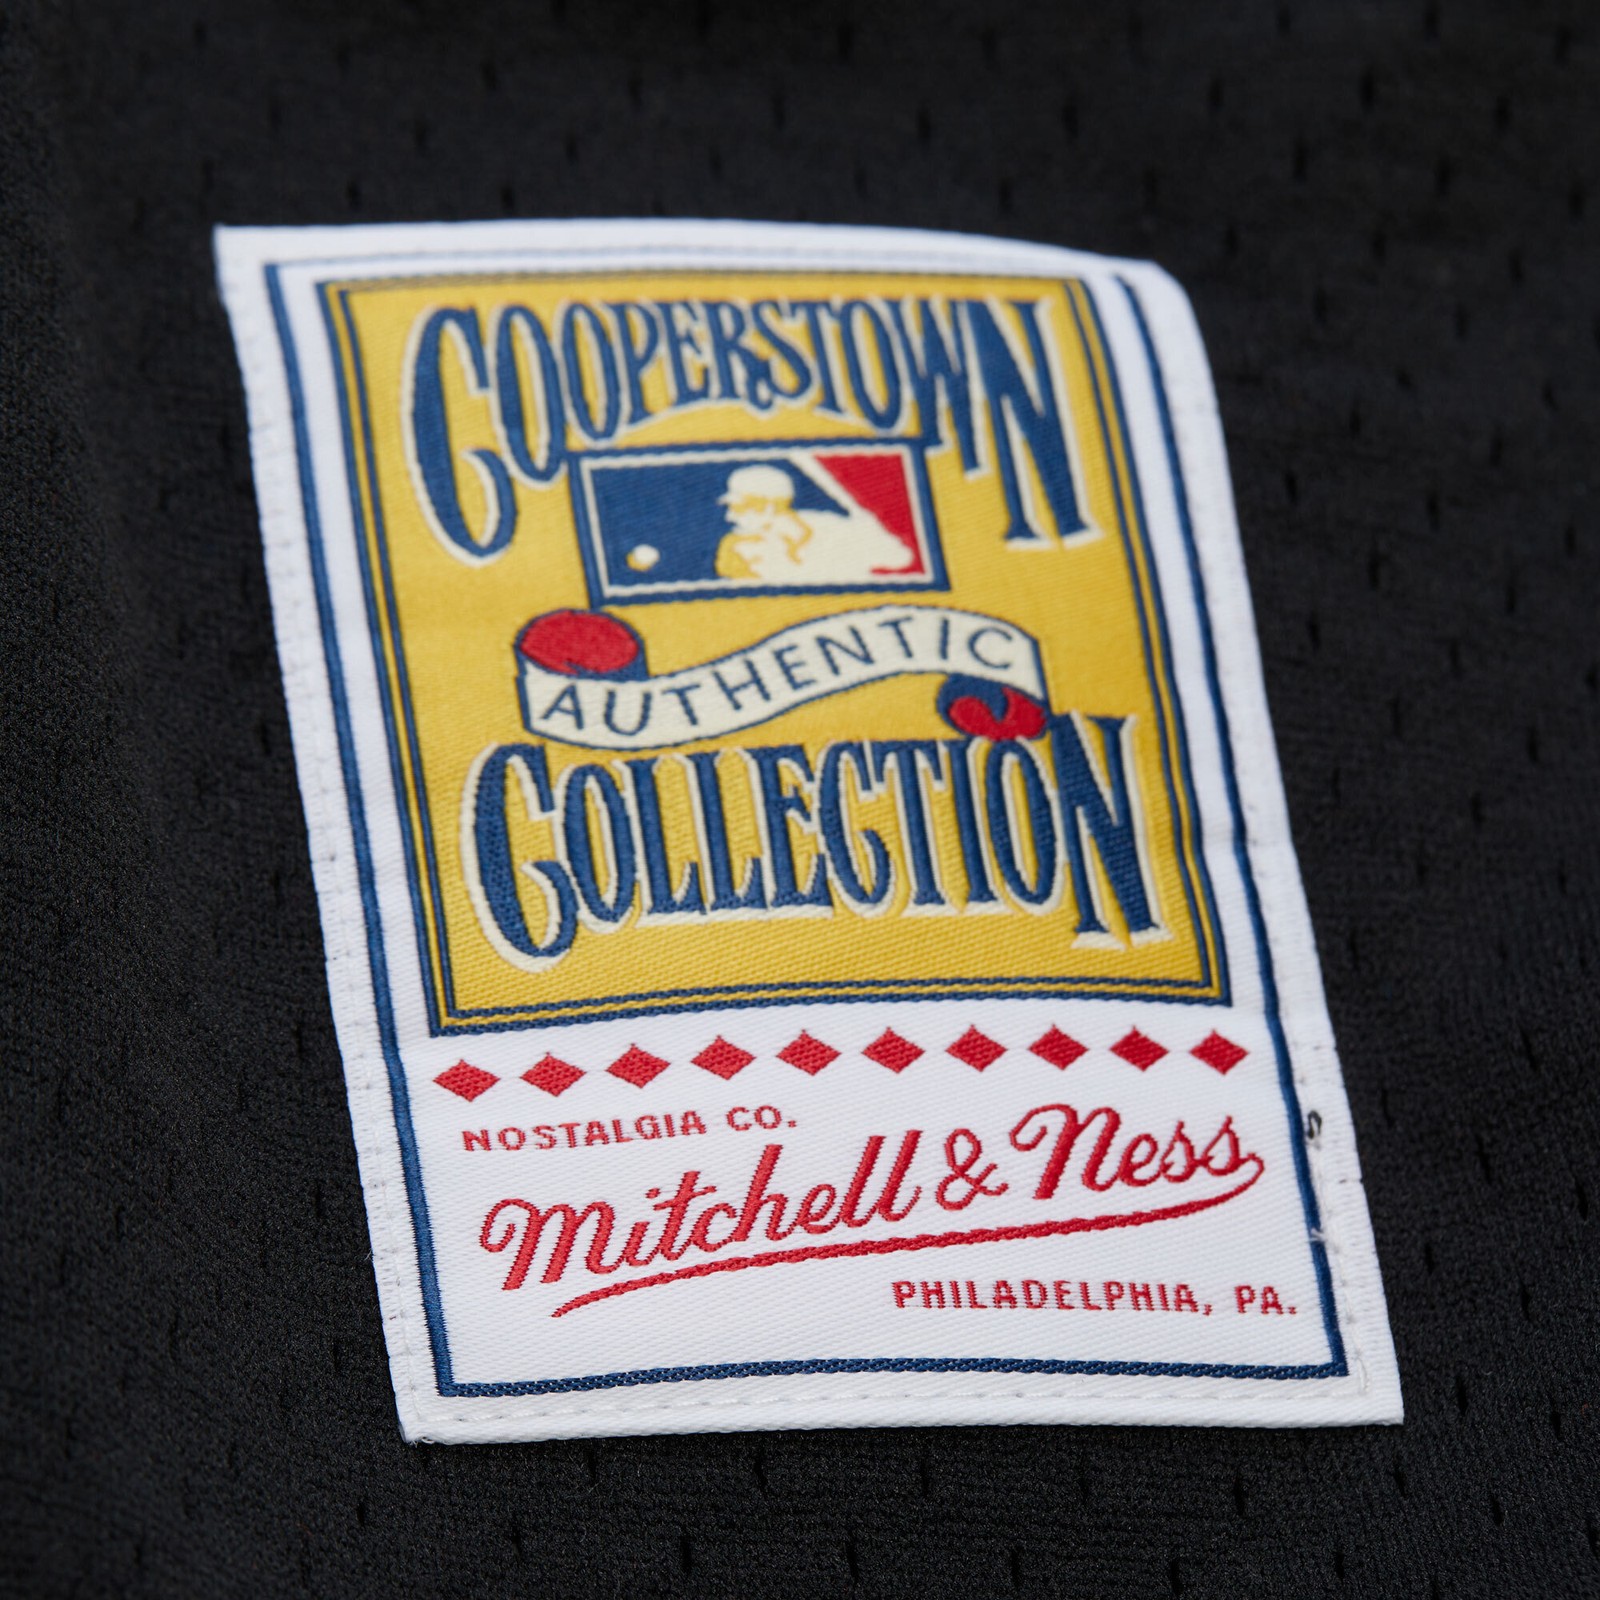 COOPERSTOWN
AUTHENTIC
COLLECTION
NOSTALGIA CO.
Mitchell & Ness
PHILADELPHIA, PA.